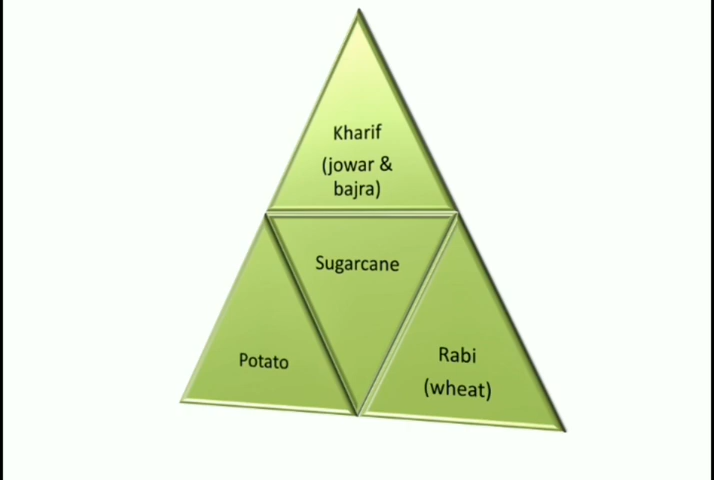 Kharif
(jowar &
bajra)
Sugarcane
Potato
Rabi
(wheat)